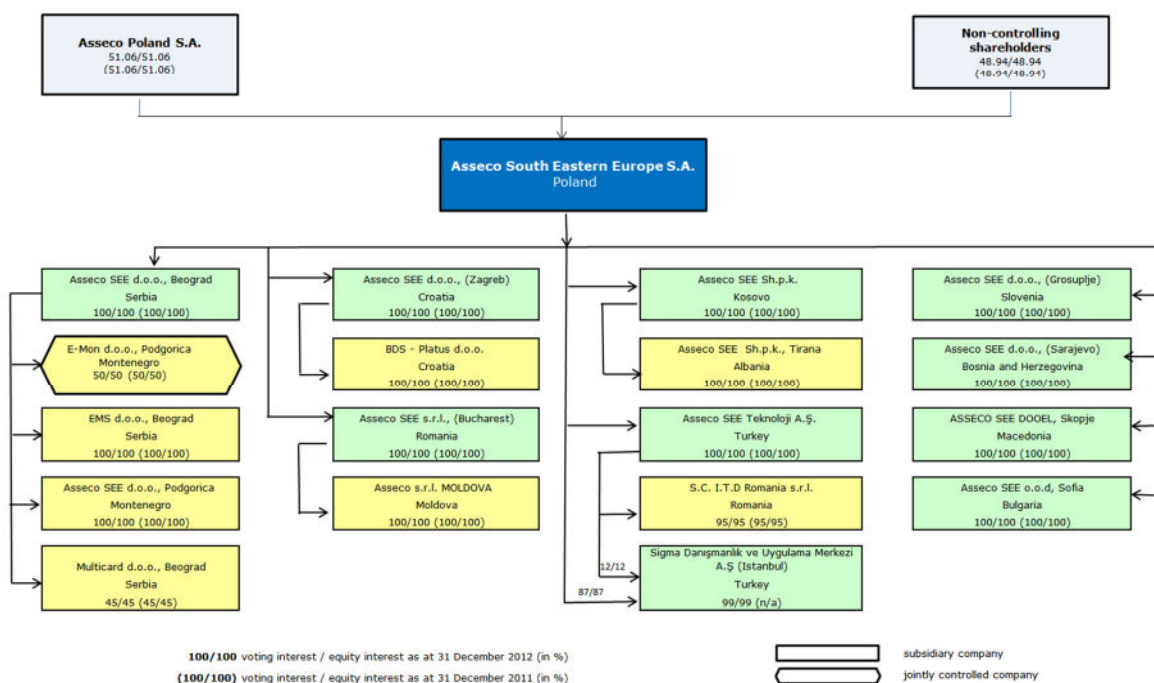 Asseco Poland S.A.
51.06/51.06
(51.06/51.06)
Non-controlling
shareholders
48.94/48.94
(48.94/48.94)
Asseco South Eastern Europe S.A.
Poland
Asseco SEE d.o.o., Beograd
Serbia
100/100 (100/100)
E-Mon d.o.o., Podgorica
Montenegro
50/50 (50/50)
EMS d.o.o., Beograd
Serbia
100/100 (100/100)
Asseco SEE d.o.o., Podgorica
Montenegro
100/100 (100/100)
Multicard d.o.o., Beograd
Serbia
45/45 (45/45)
Asseco SEE d.o.o., (Zagreb)
Croatia
100/100 (100/100)
BDS - Platus d.o.o.
Croatia
100/100 (100/100)
Asseco SEE s.r.l., (Bucharest)
Romania
100/100 (100/100)
Asseco s.r.l. MOLDOVA
Moldova
100/100 (100/100)
Asseco SEE Sh.p.k.
Kosovo
100/100 (100/100)
Asseco SEE Sh.p.k., Tirana
Albania
100/100 (100/100)
Asseco SEE Teknoloji A.Ş.
Turkey
100/100 (100/100)
S.C. I.T.D Romania s.r.l.
Romania
95/95 (95/95)
12/12
87/87
Sigma Danışmanlık ve Uygulama Merkezi
A.Ş (Istanbul)
Turkey
99/99 (n/a)
Asseco SEE d.o.o., (Grosuplje)
Slovenia
100/100 (100/100)
Asseco SEE d.o.o., (Sarajevo)
Bosnia and Herzegovina
100/100 (100/100)
ASSECO SEE DOOEL, Skopje
Macedonia
100/100 (100/100)
Asseco SEE o.o.d, Sofia
Bulgaria
100/100 (100/100)
100/100 voting interest / equity interest as at 31 December 2012 (in %)
(100/100) voting interest / equity interest as at 31 December 2011 (in %)
subsidiary company
jointly controlled company